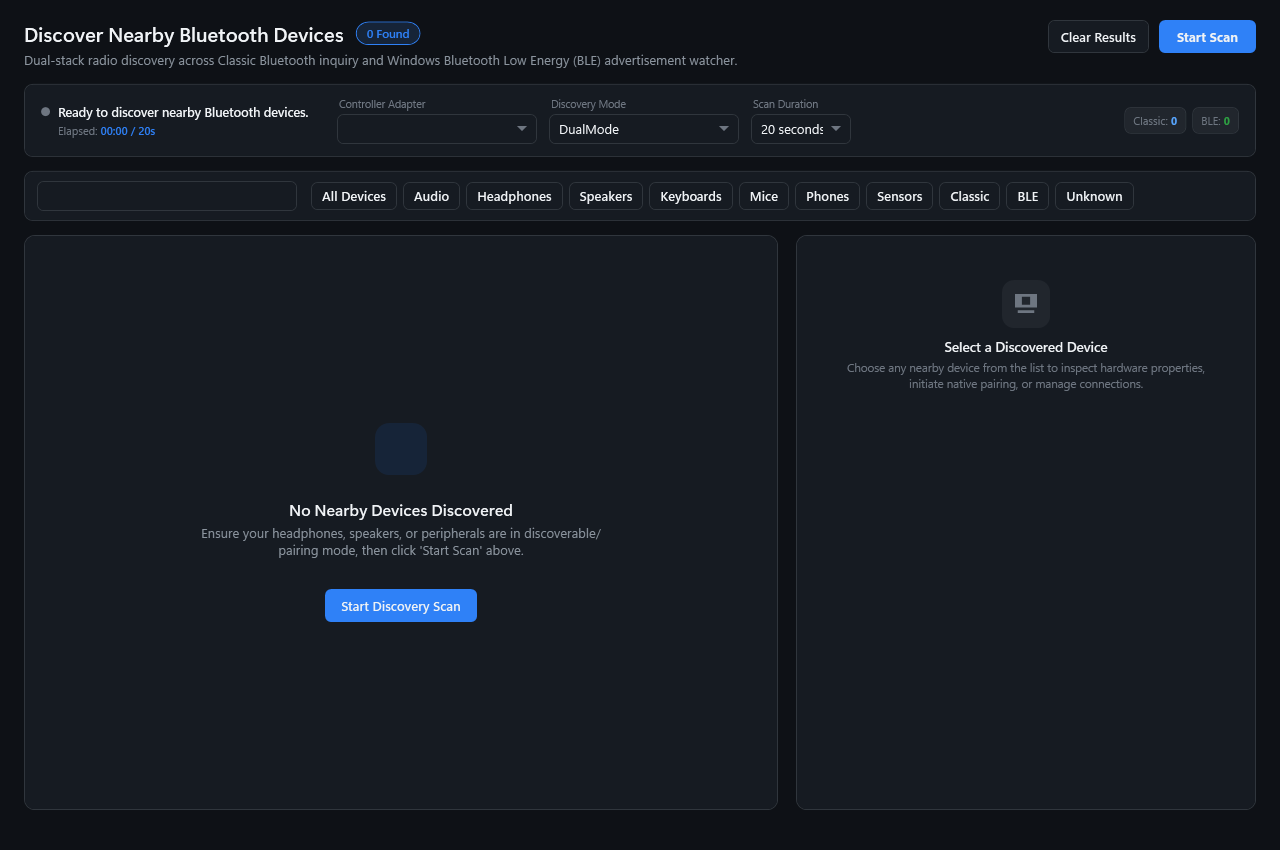 Discover Nearby Bluetooth Devices
0 Found
Clear Results
Start Scan
Dual-stack radio discovery across Classic Bluetooth inquiry and Windows Bluetooth Low Energy (BLE) advertisement watcher.
Ready to discover nearby Bluetooth devices.
Elapsed: 00:00 / 20s
Controller Adapter
Discovery Mode
DualMode
Scan Duration
20 seconds
Classic: 0
BLE: 0
All Devices
Audio
Headphones
Speakers
Keyboards
Mice
Phones
Sensors
Classic
BLE
Unknown
No Nearby Devices Discovered
Ensure your headphones, speakers, or peripherals are in discoverable/
pairing mode, then click 'Start Scan' above.
Start Discovery Scan
Select a Discovered Device
Choose any nearby device from the list to inspect hardware properties,
initiate native pairing, or manage connections.